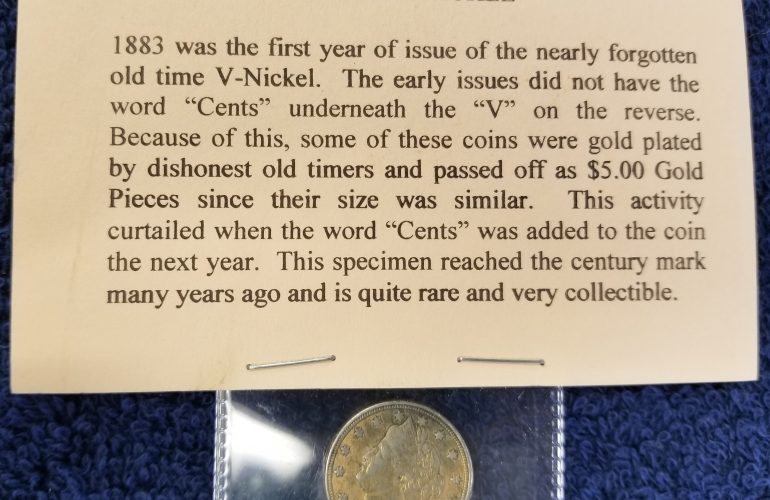 1883 was the first year of issue of the nearly forgotten
old time V-Nickel. The early issues did not have the
word “Cents” underneath the “V” on the reverse.
Because of this, some of these coins were gold plated
by dishonest old timers and passed off as $5.00 Gold
Pieces since their size was similar. This activity
curtailed when the word “Cents” was added to the coin
the next year. This specimen reached the century mark
many years ago and is quite rare and very collectible.